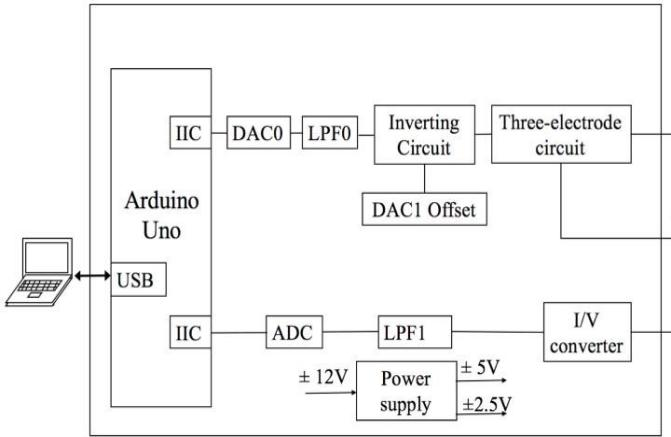 IIC
DAC0
LPF0
Inverting
Circuit
Three-electrode
circuit
DAC1 Offset
Arduino
Uno
USB
IIC
ADC
LPF1
I/V
converter
± 12V
Power
supply
± 5V
±2.5V